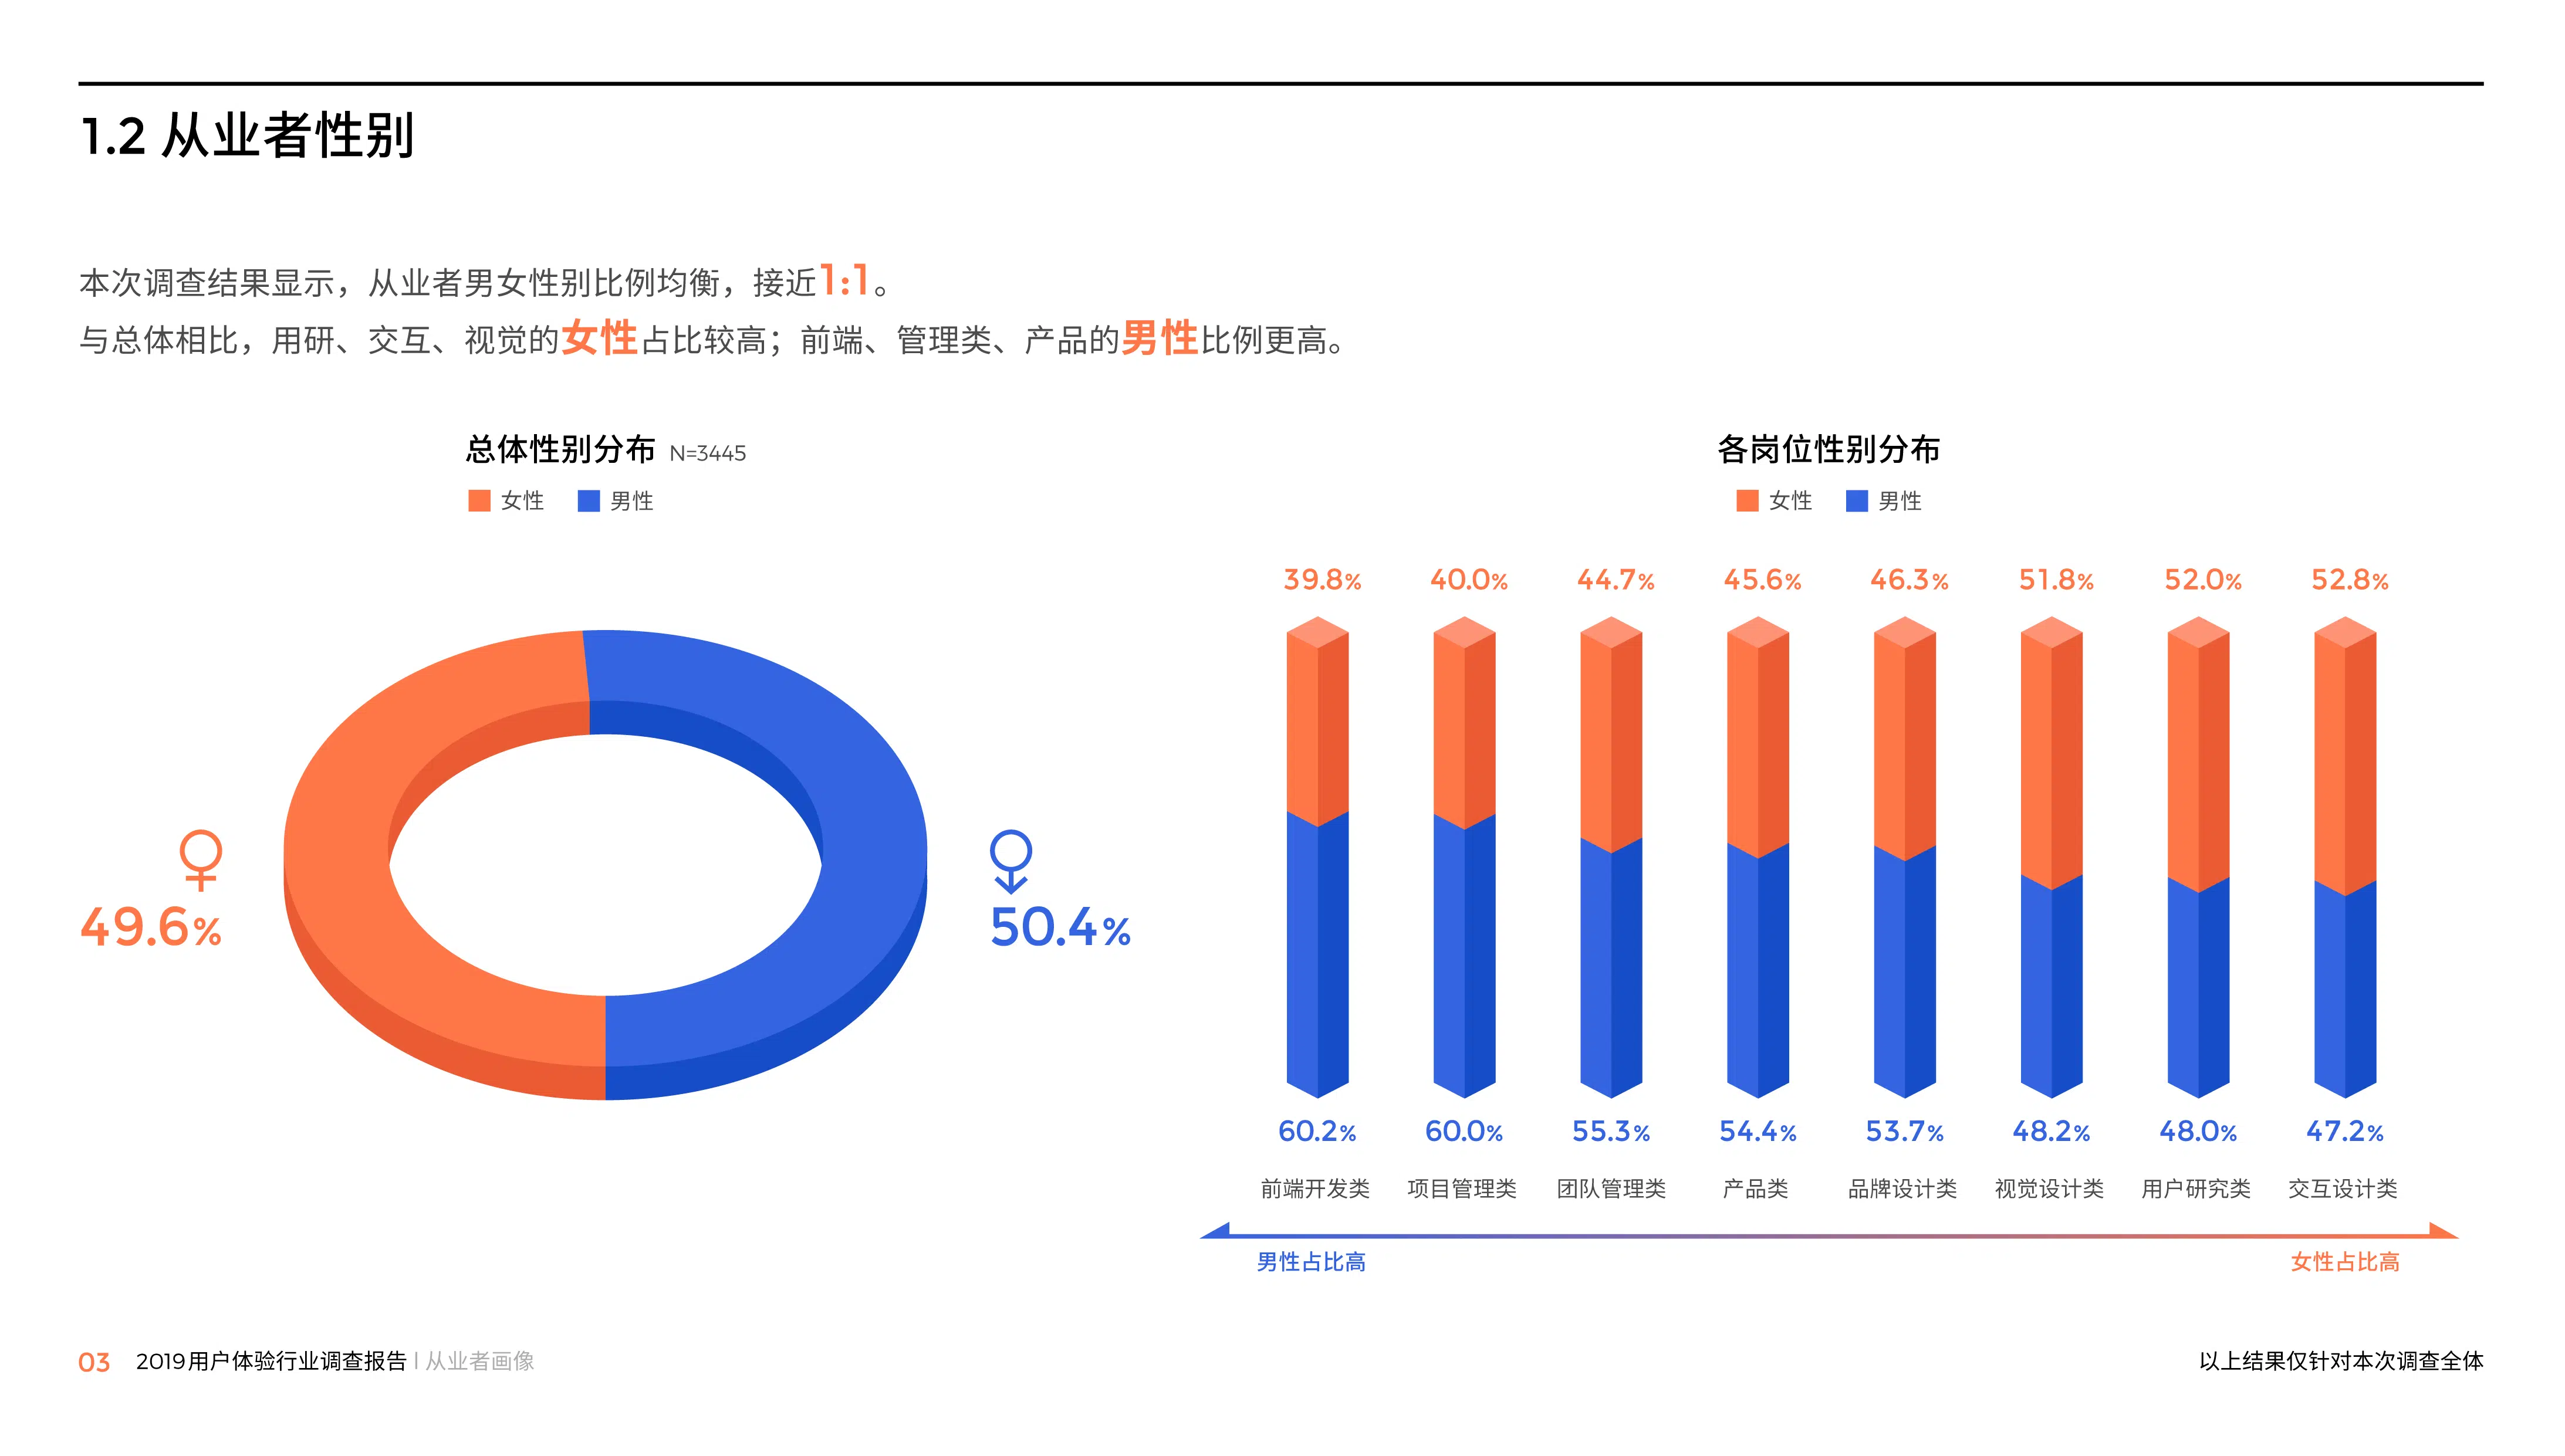 1.2 从业者性别
本次调查结果显示，从业者男女性别比例均衡，接近1:1。
与总体相比，用研、交互、视觉的女性占比较高；前端、管理类、产品的男性比例更高。
总体性别分布 N=3445
女性 男性
49.6%
50.4%
各岗位性别分布
女性 男性
39.8% 40.0% 44.7% 45.6% 46.3% 51.8% 52.0% 52.8%
60.2% 60.0% 55.3% 54.4% 53.7% 48.2% 48.0% 47.2%
前端开发类 项目管理类 团队管理类 产品类 品牌设计类 视觉设计类 用户研究类 交互设计类
男性占比高 女性占比高
03 2019用户体验行业调查报告 | 从业者画像
以上结果仅针对本次调查全体